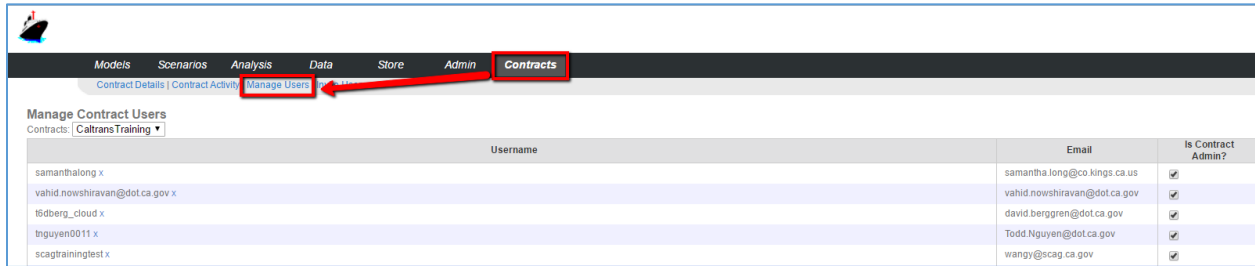 Models Scenarios Analysis Data Store Admin Contracts
Contract Details | Contract Activity Manage Users
Manage Contract Users
Contracts: CaltransTraining ▼
Username Email Is Contract Admin?
samanthalong x samantha.long@co.kings.ca.us
vahid.nowshiravan@dot.ca.gov x vahid.nowshiravan@dot.ca.gov
t6dberg_cloud x david.berggren@dot.ca.gov
tnguyen0011 x Todd.Nguyen@dot.ca.gov
scagtrainingtest x wangy@scag.ca.gov